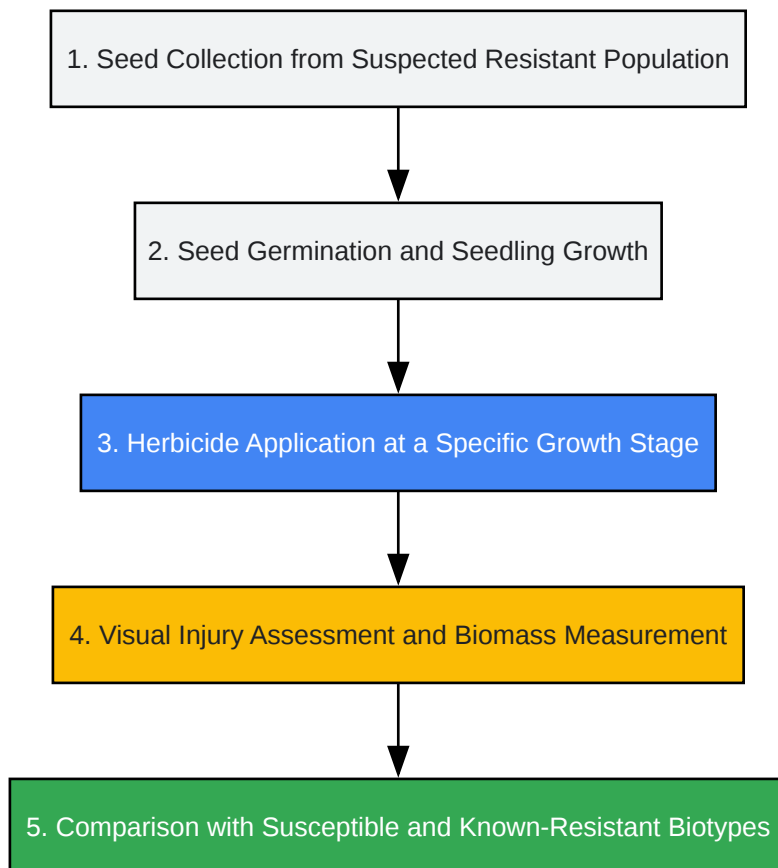 1. Seed Collection from Suspected Resistant Population
2. Seed Germination and Seedling Growth
3. Herbicide Application at a Specific Growth Stage
4. Visual Injury Assessment and Biomass Measurement
5. Comparison with Susceptible and Known-Resistant Biotypes